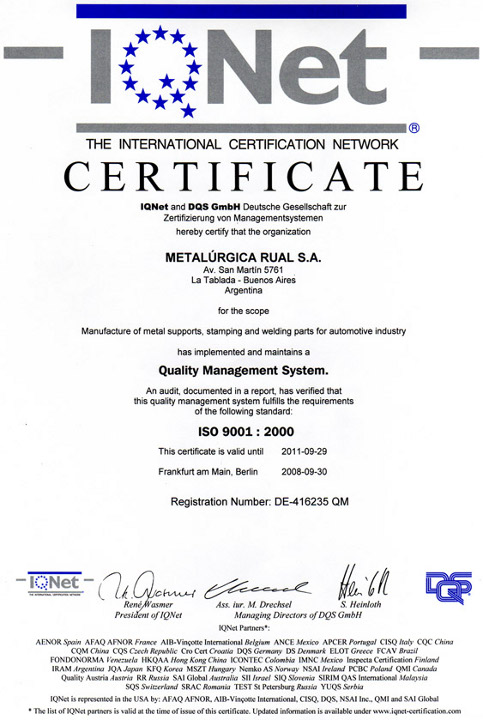 IQNet
®
THE INTERNATIONAL CERTIFICATION NETWORK
CERTIFICATE
IQNet and DQS GmbH Deutsche Gesellschaft zur
Zertifizierung von Managementsystemen
hereby certify that the organization
METALÚRGICA RUAL S.A.
Av. San Martín 5761
La Tablada - Buenos Aires
Argentina
for the scope
Manufacture of metal supports, stamping and welding parts for automotive industry
has implemented and maintains a
Quality Management System.
An audit, documented in a report, has verified that
this quality management system fulfills the requirements
of the following standard:
ISO 9001 : 2000
This certificate is valid until 2011-09-29
Frankfurt am Main, Berlin 2008-09-30
Registration Number: DE-416235 QM
IQNet
THE INTERNATIONAL CERTIFICATION NETWORK
DQS
René Wasmer Ass. iur. M. Drechsel S. Heinloth
President of IQNet Managing Directors of DQS GmbH
IQNet Partners*:
AENOR Spain AFAQ AFNOR France AIB-Vinçotte International Belgium ANCE Mexico APCER Portugal CISQ Italy CQC China
CQM China CQS Czech Republic Cro Cert Croatia DQS Germany DS Denmark ELOT Greece FCAV Brazil
FONDONORMA Venezuela HKQAA Hong Kong China ICONTEC Colombia IMNC Mexico Inspecta Certification Finland
IRAM Argentina JQA Japan KFQ Korea MSZT Hungary Nemko AS Norway NSAI Ireland PCBC Poland QMI Canada
Quality Austria Austria RR Russia SAI Global Australia SII Israel SIQ Slovenia SIRIM QAS International Malaysia
SQS Switzerland SRAC Romania TEST St Petersburg Russia YUQS Serbia
IQNet is represented in the USA by: AFAQ AFNOR, AIB-Vinçotte International, CISQ, DQS, NSAI Inc., QMI and SAI Global
* The list of IQNet partners is valid at the time of issue of this certificate. Updated information is available under www.iqnet-certification.com